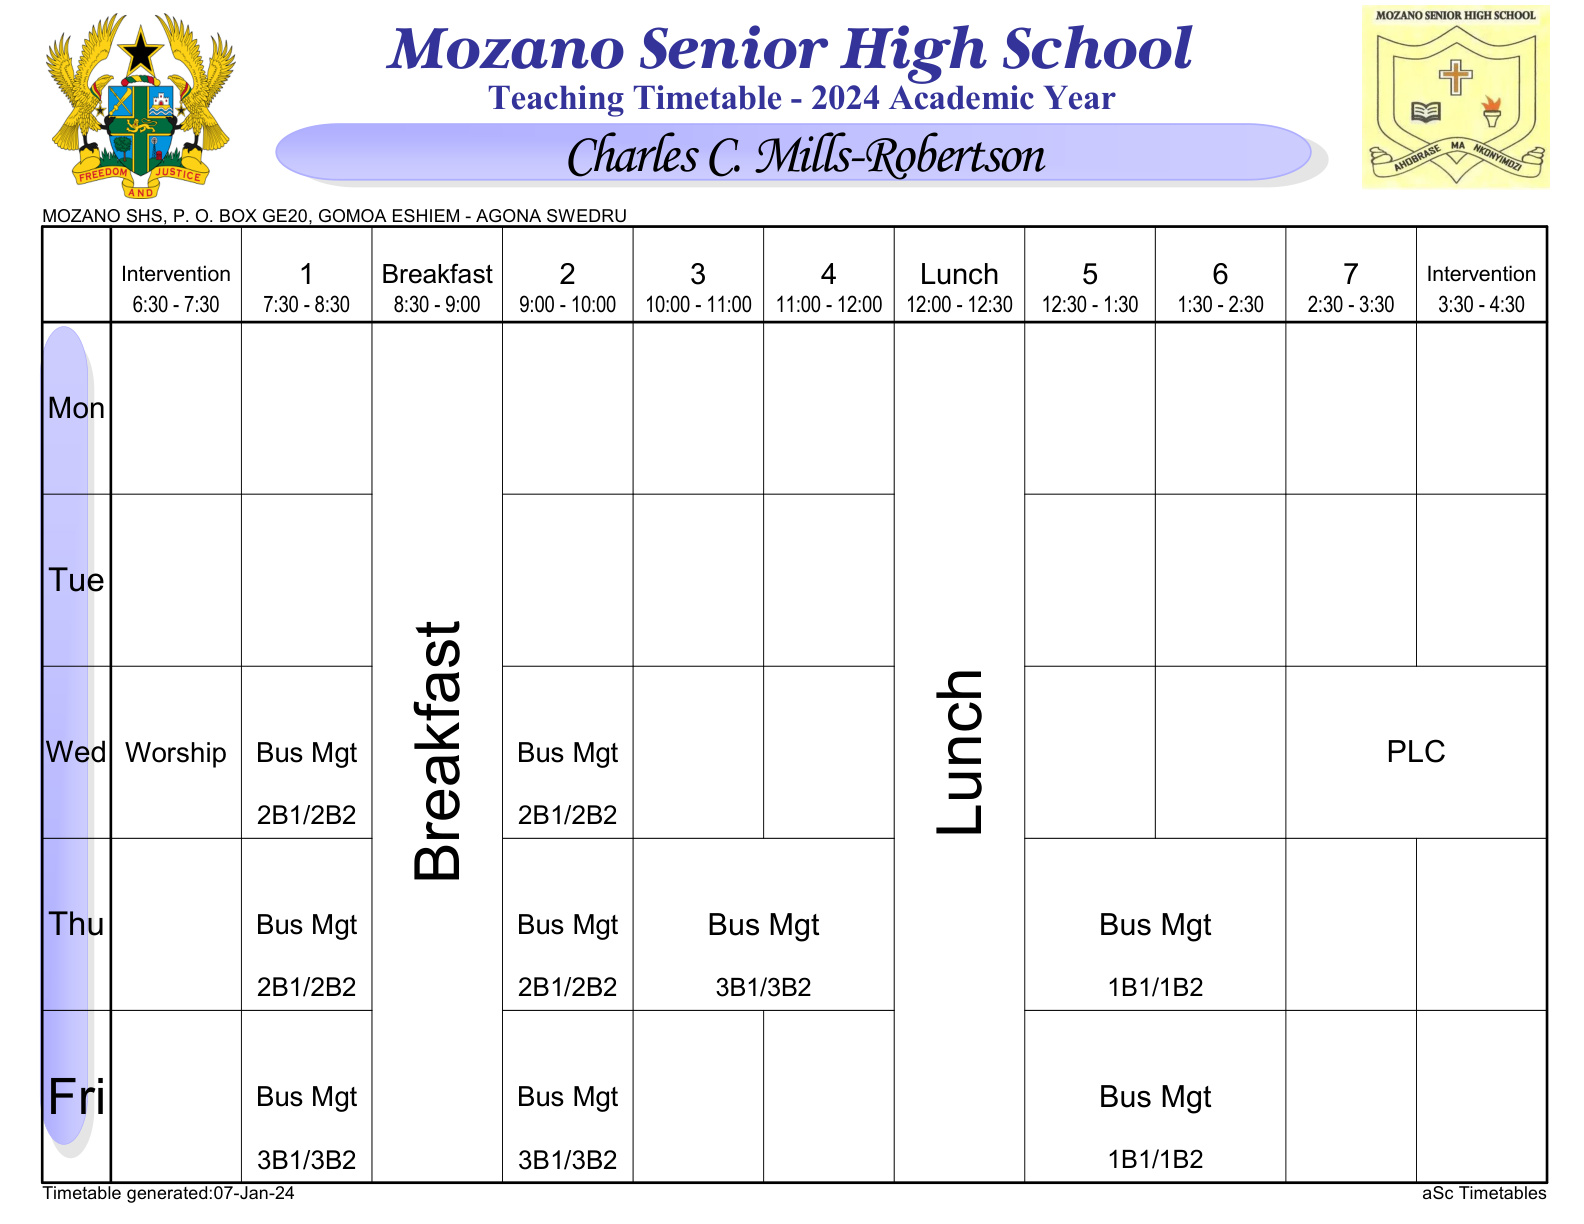 Mozano Senior High School
Teaching Timetable - 2024 Academic Year
Charles C. Mills-Robertson
FREEDOM AND JUSTICE
MOZANO SENIOR HIGH SCHOOL
AHOBRASE MA NKONYIMDZI
MOZANO SHS, P. O. BOX GE20, GOMOA ESHIEM - AGONA SWEDRU
Intervention 1 Breakfast 2 3 4 Lunch 5 6 7 Intervention
6:30 - 7:30 7:30 - 8:30 8:30 - 9:00 9:00 - 10:00 10:00 - 11:00 11:00 - 12:00 12:00 - 12:30 12:30 - 1:30 1:30 - 2:30 2:30 - 3:30 3:30 - 4:30
Mon
Tue
Breakfast
Lunch
Wed Worship Bus Mgt Bus Mgt PLC
2B1/2B2 2B1/2B2
Thu Bus Mgt Bus Mgt Bus Mgt Bus Mgt
2B1/2B2 2B1/2B2 3B1/3B2 1B1/1B2
Fri Bus Mgt Bus Mgt Bus Mgt
3B1/3B2 3B1/3B2 1B1/1B2
Timetable generated:07-Jan-24 aSc Timetables